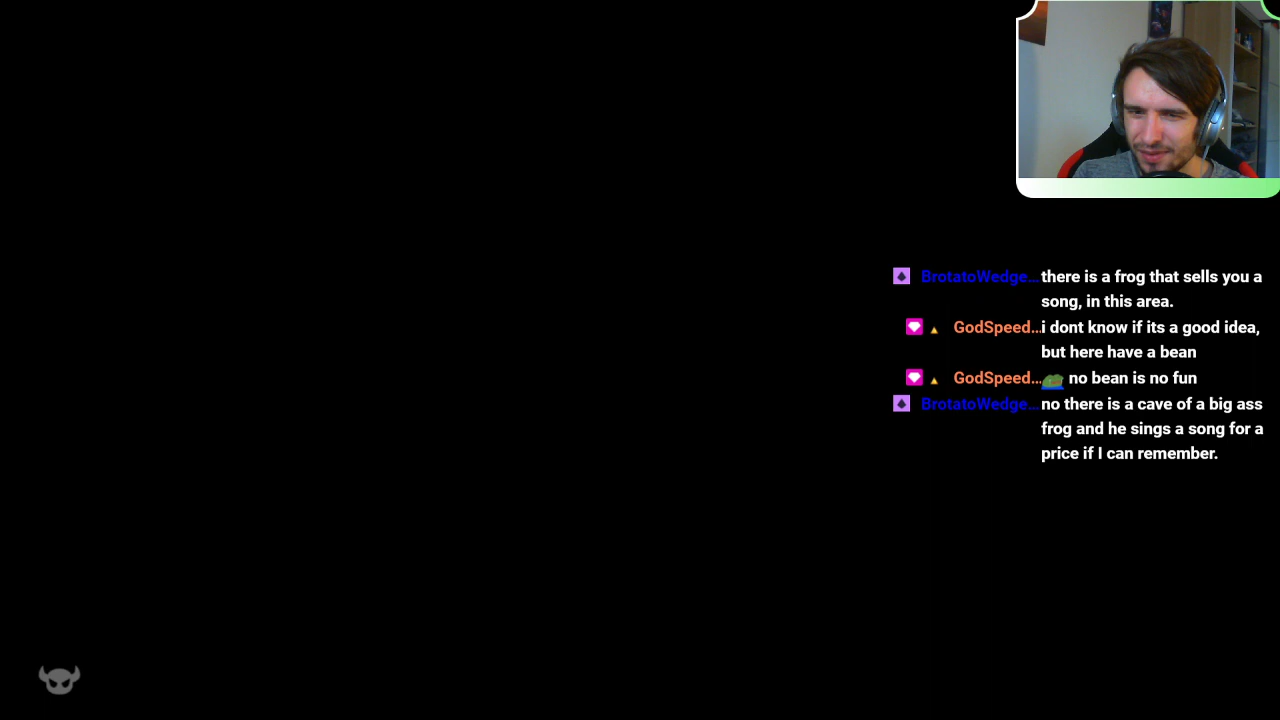 BrotatoWedge... there is a frog that sells you a
song, in this area.
GodSpeed... i dont know if its a good idea,
but here have a bean
GodSpeed... no bean is no fun
BrotatoWedge... no there is a cave of a big ass
frog and he sings a song for a
price if I can remember.